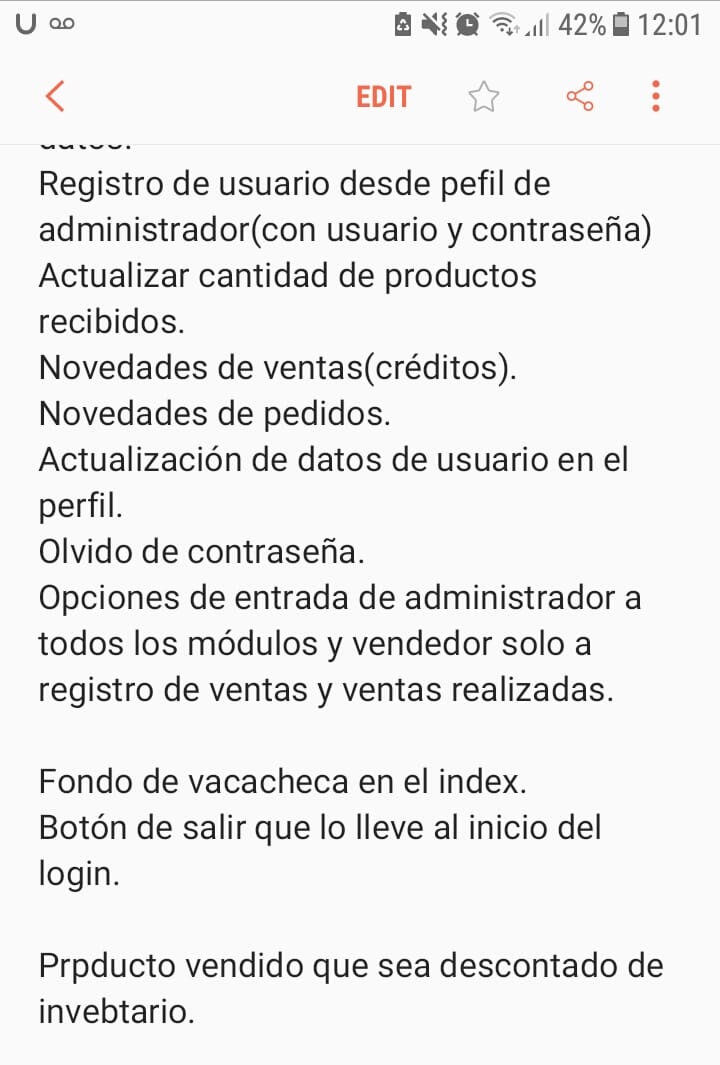 42% 12:01
EDIT
Registro de usuario desde pefil de
administrador(con usuario y contraseña)
Actualizar cantidad de productos
recibidos.
Novedades de ventas(créditos).
Novedades de pedidos.
Actualización de datos de usuario en el
perfil.
Olvido de contraseña.
Opciones de entrada de administrador a
todos los módulos y vendedor solo a
registro de ventas y ventas realizadas.
Fondo de vacacheca en el index.
Botón de salir que lo lleve al inicio del
login.
Prpducto vendido que sea descontado de
invebtario.